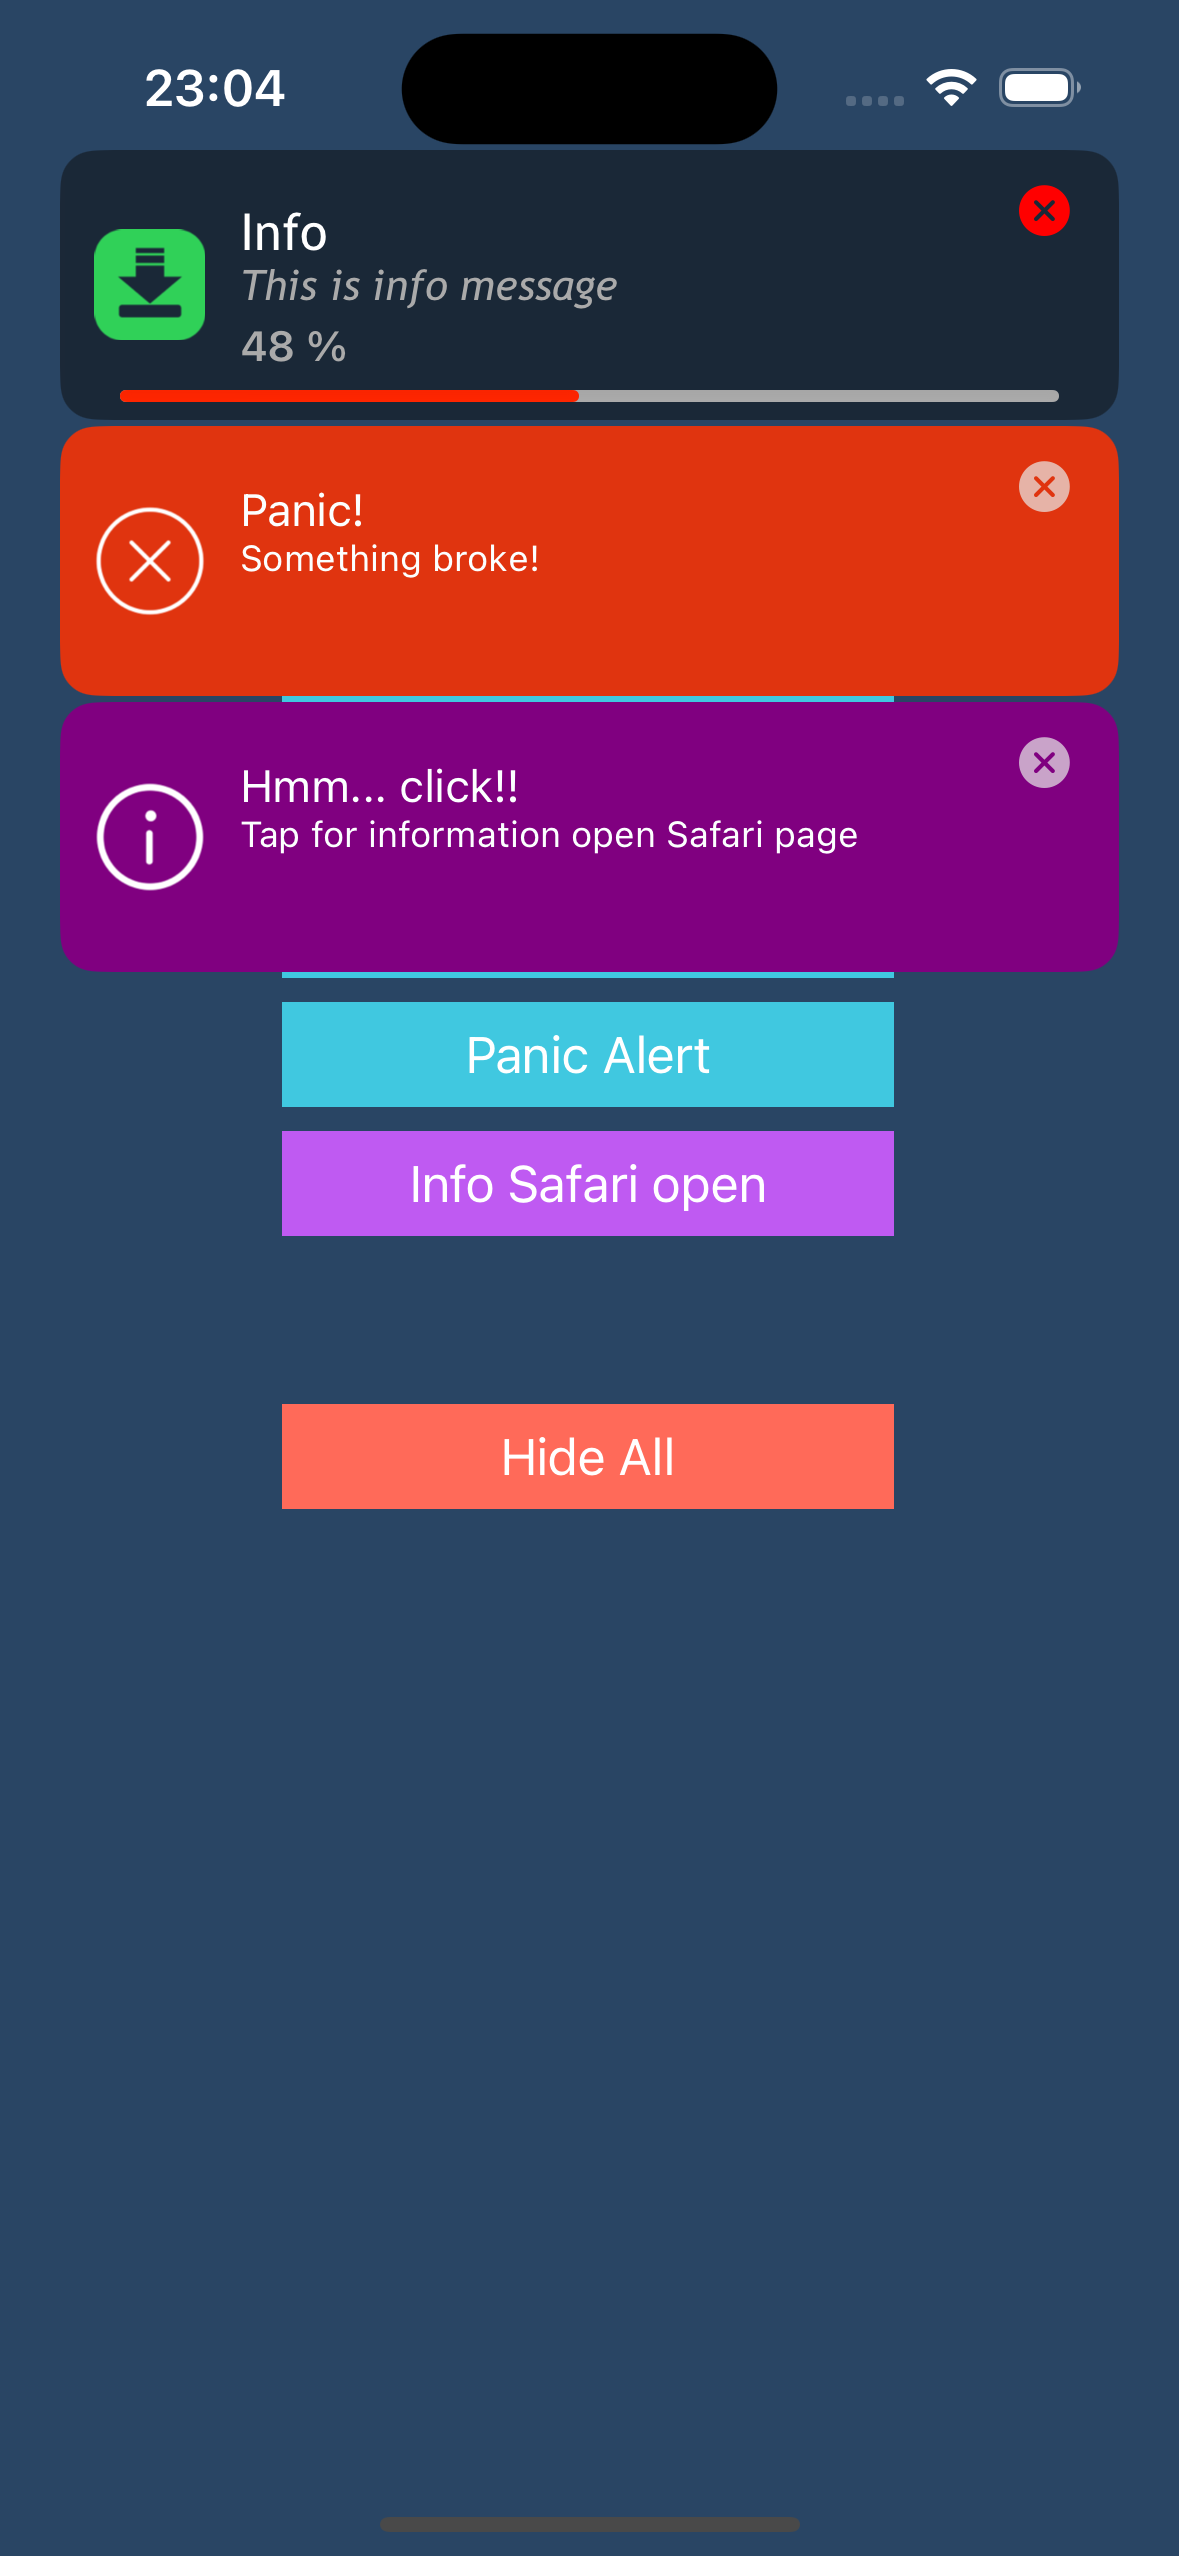 23:04
Info
This is info message
48 %
Panic!
Something broke!
Hmm... click!!
Tap for information open Safari page
Panic Alert
Info Safari open
Hide All